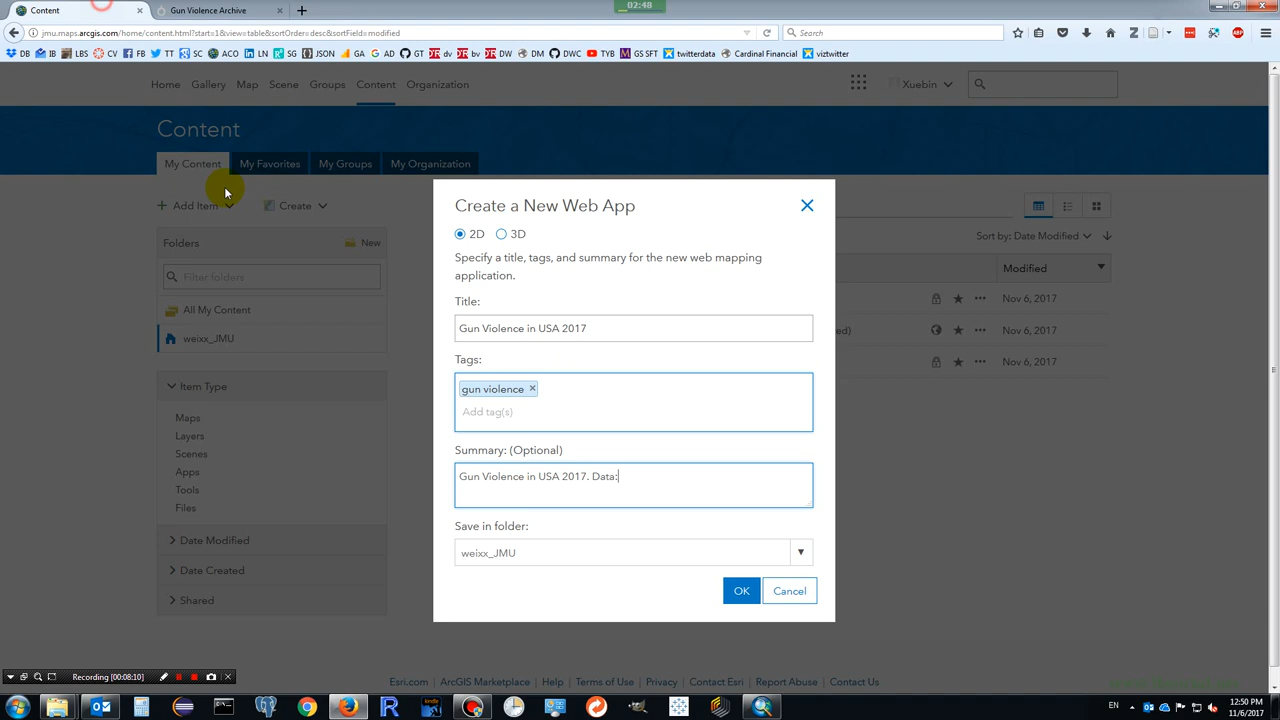 Content
Gun Violence Archive
02:48
jmu.maps.arcgis.com/home/content.html?start=1&view=table&sortOrder=desc&sortField=modified
Search
DB IB LBS CV FB TT SC ACO LN SG JSON GA AD GT dv bv DW DM DWC YTB GS SFT twitterdata Cardinal Financial viztwitter
Home Gallery Map Scene Groups Content Organization Xuebin
Content
My Content My Favorites My Groups My Organization
Add Item Create
Sort by: Date Modified
Folders New
Filter folders
All My Content
weixx_JMU
Item Type
Maps
Layers
Scenes
Apps
Tools
Files
Date Modified
Date Created
Shared
Modified
Nov 6, 2017
ed) Nov 6, 2017
Nov 6, 2017
Create a New Web App
2D 3D
Specify a title, tags, and summary for the new web mapping
application.
Title:
Gun Violence in USA 2017
Tags:
gun violence ×
Add tag(s)
Summary: (Optional)
Gun Violence in USA 2017. Data:
Save in folder:
weixx_JMU
OK Cancel
Esri.com ArcGIS Marketplace Help Terms of Use Privacy Contact Esri Report Abuse Contact Us
Recording [00:08:10]
EN
12:50 PM
11/6/2017